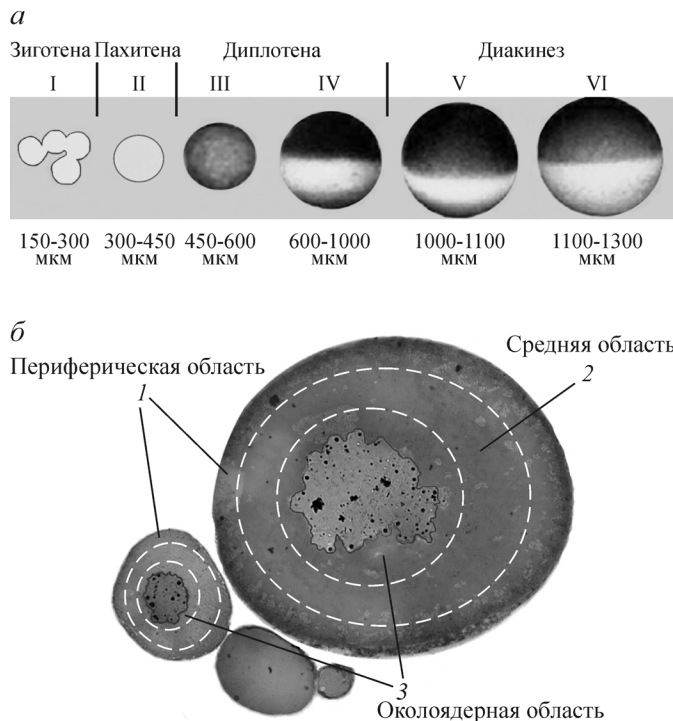 а
Зиготена Пахитена Диплотена Диакинез
I II III IV V VI
150-300 300-450 450-600 600-1000 1000-1100 1100-1300
мкм мкм мкм мкм мкм мкм
б
Периферическая область
1
Средняя область
2
3
Околоядерная область